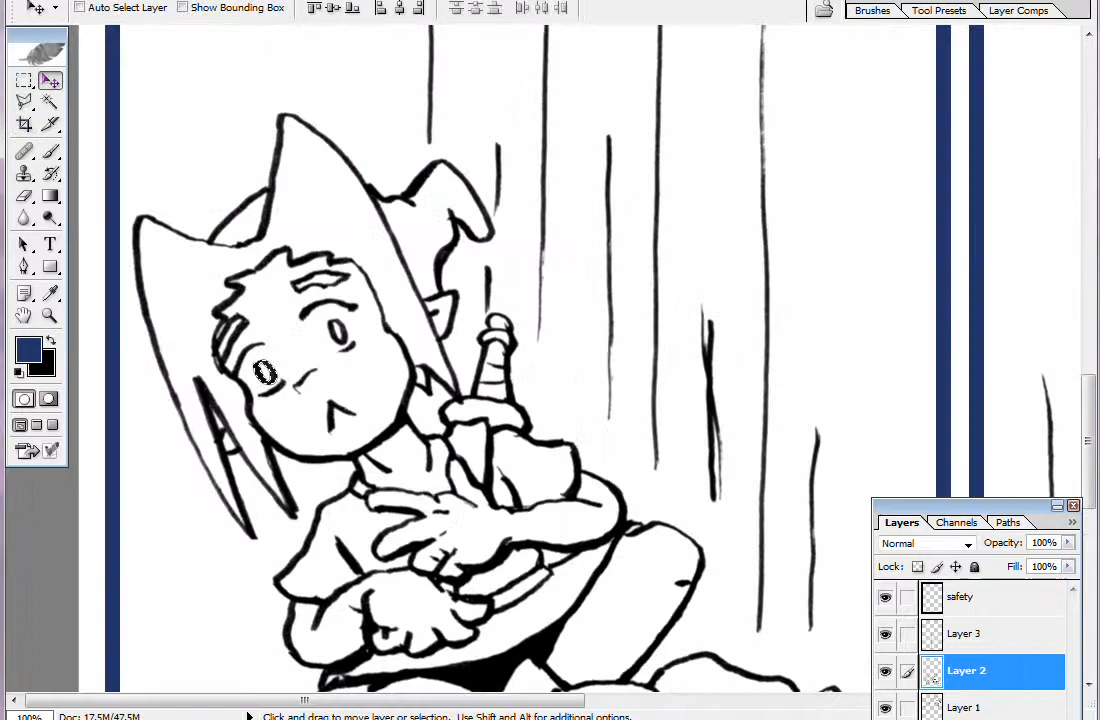 Auto Select Layer Show Bounding Box
Brushes Tool Presets Layer Comps
T
Layers Channels Paths
Normal Opacity: 100%
Lock: Fill: 100%
safety
Layer 3
Layer 2
Layer 1
100% Doc: 17.5M/47.5M Click and drag to move layer or selection. Use Shift and Alt for additional options.